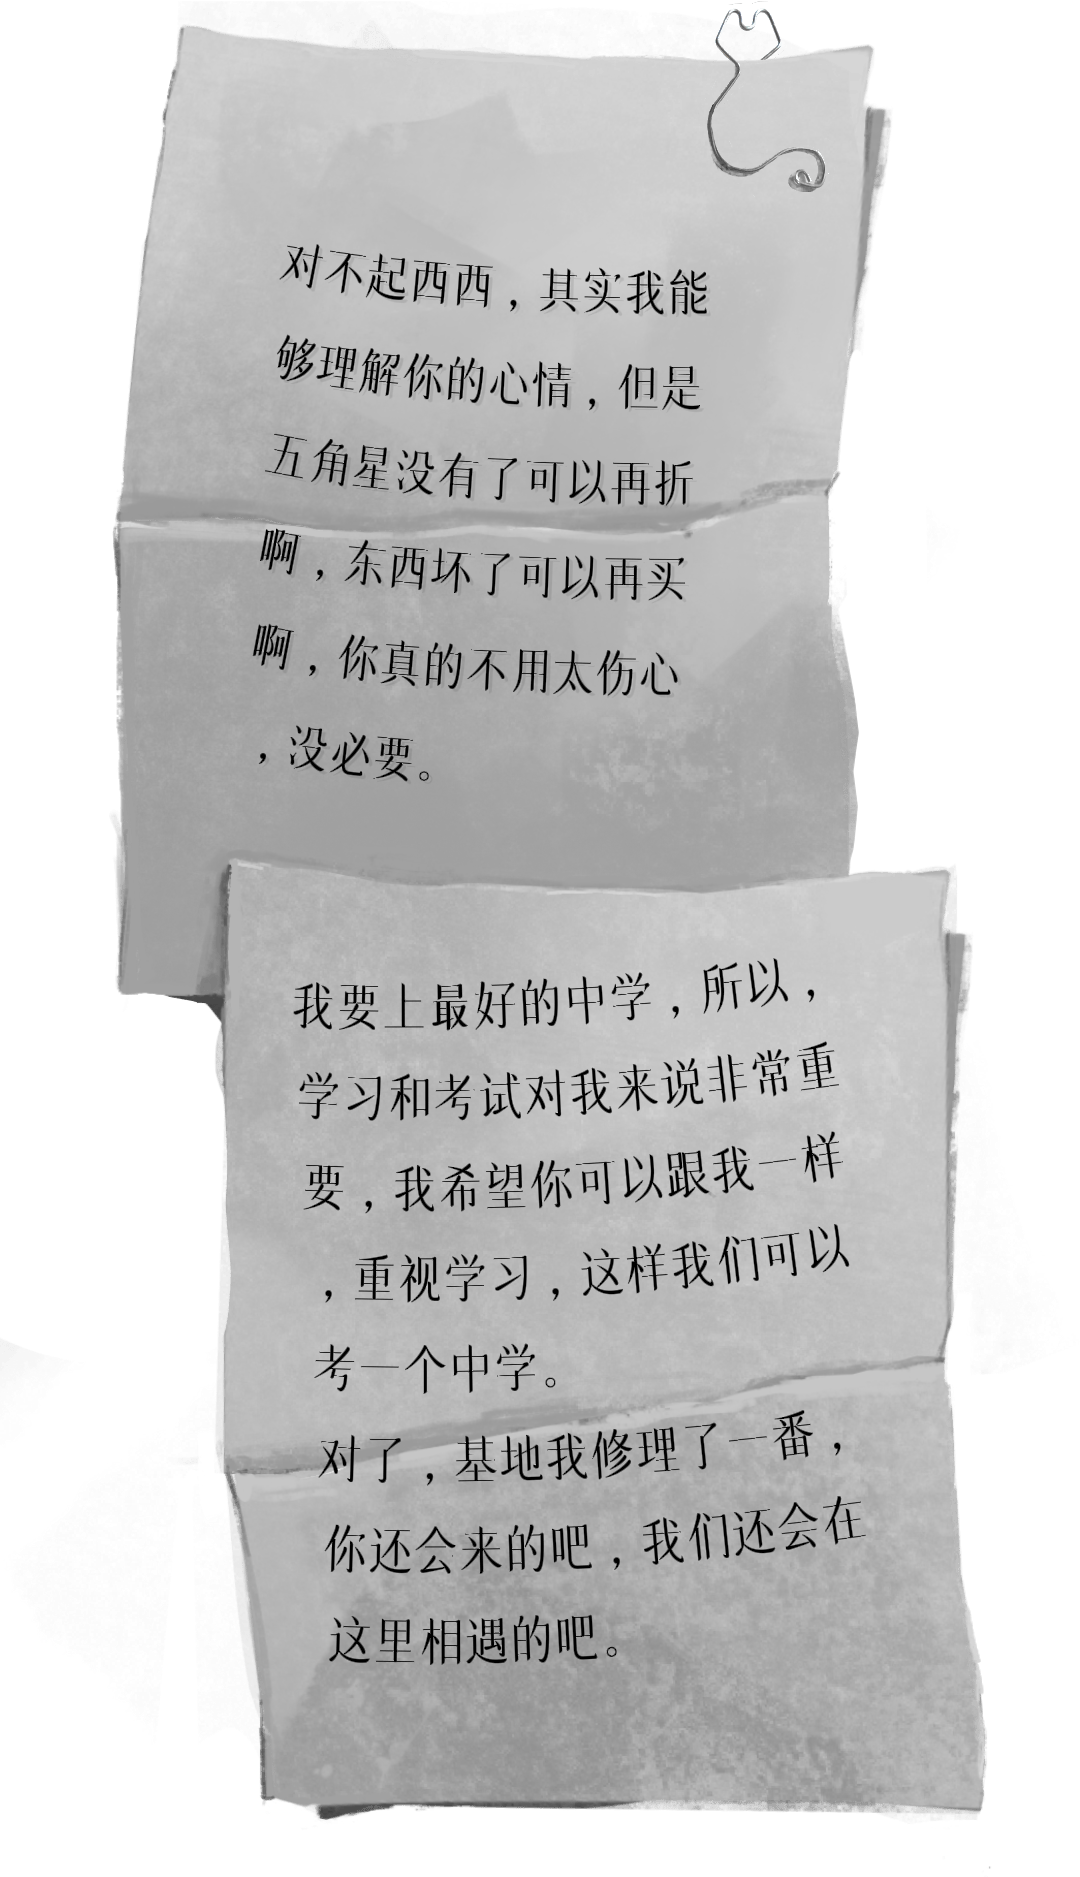 对不起西西，其实我能
够理解你的心情，但是
五角星没有了可以再折
啊，东西坏了可以再买
啊，你真的不用太伤心
，没必要。
我要上最好的中学，所以，
学习和考试对我来说非常重
要，我希望你可以跟我一样
，重视学习，这样我们可以
考一个中学。
对了，基地我修理了一番，
你还会来的吧，我们还会在
这里相遇的吧。